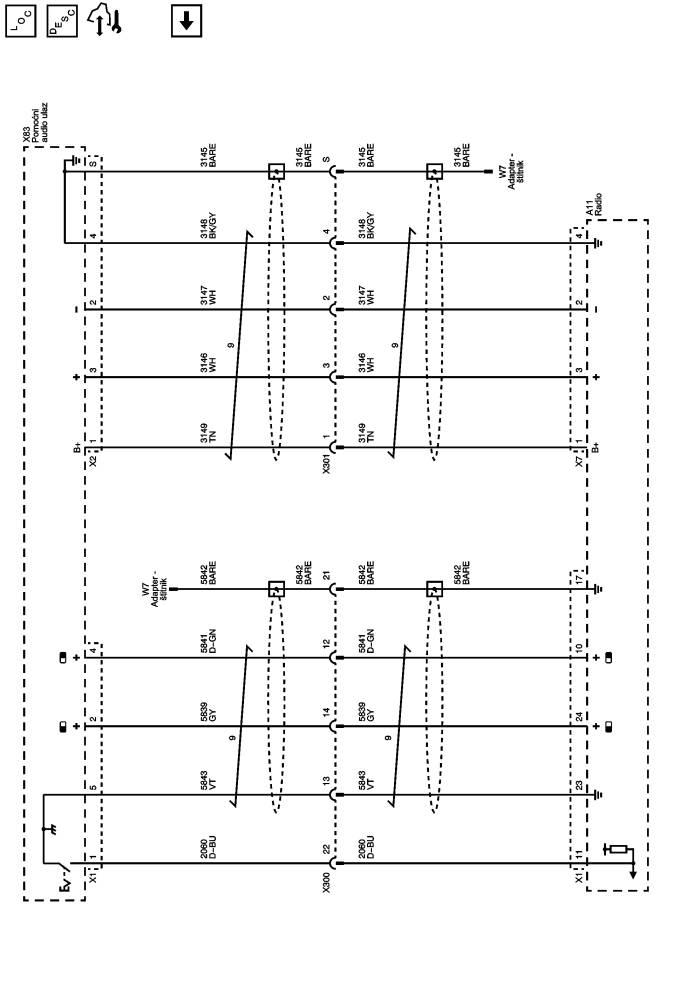 LOC
DESC
X83
Pomoćni
audio ulaz
S
3145
BARE
3145
BARE
S
3145
BARE
3145
BARE
W7
Adapter -
štitnik
A11
Radio
4
3148
BK/GY
4
3148
BK/GY
4
-
2
3147
WH
2
3147
WH
2
-
9
9
+
3
3146
WH
3
3146
WH
3
+
B+
1
3149
TN
1
3149
TN
1
B+
X2
X301
X7
W7
Adapter -
štitnik
5842
BARE
5842
BARE
21
5842
BARE
5842
BARE
17
+
4
5841
D-GN
12
5841
D-GN
10
+
+
2
5839
GY
14
5839
GY
24
+
9
9
5
5843
VT
13
5843
VT
23
1
2060
D-BU
22
2060
D-BU
11
X1
X300
X1